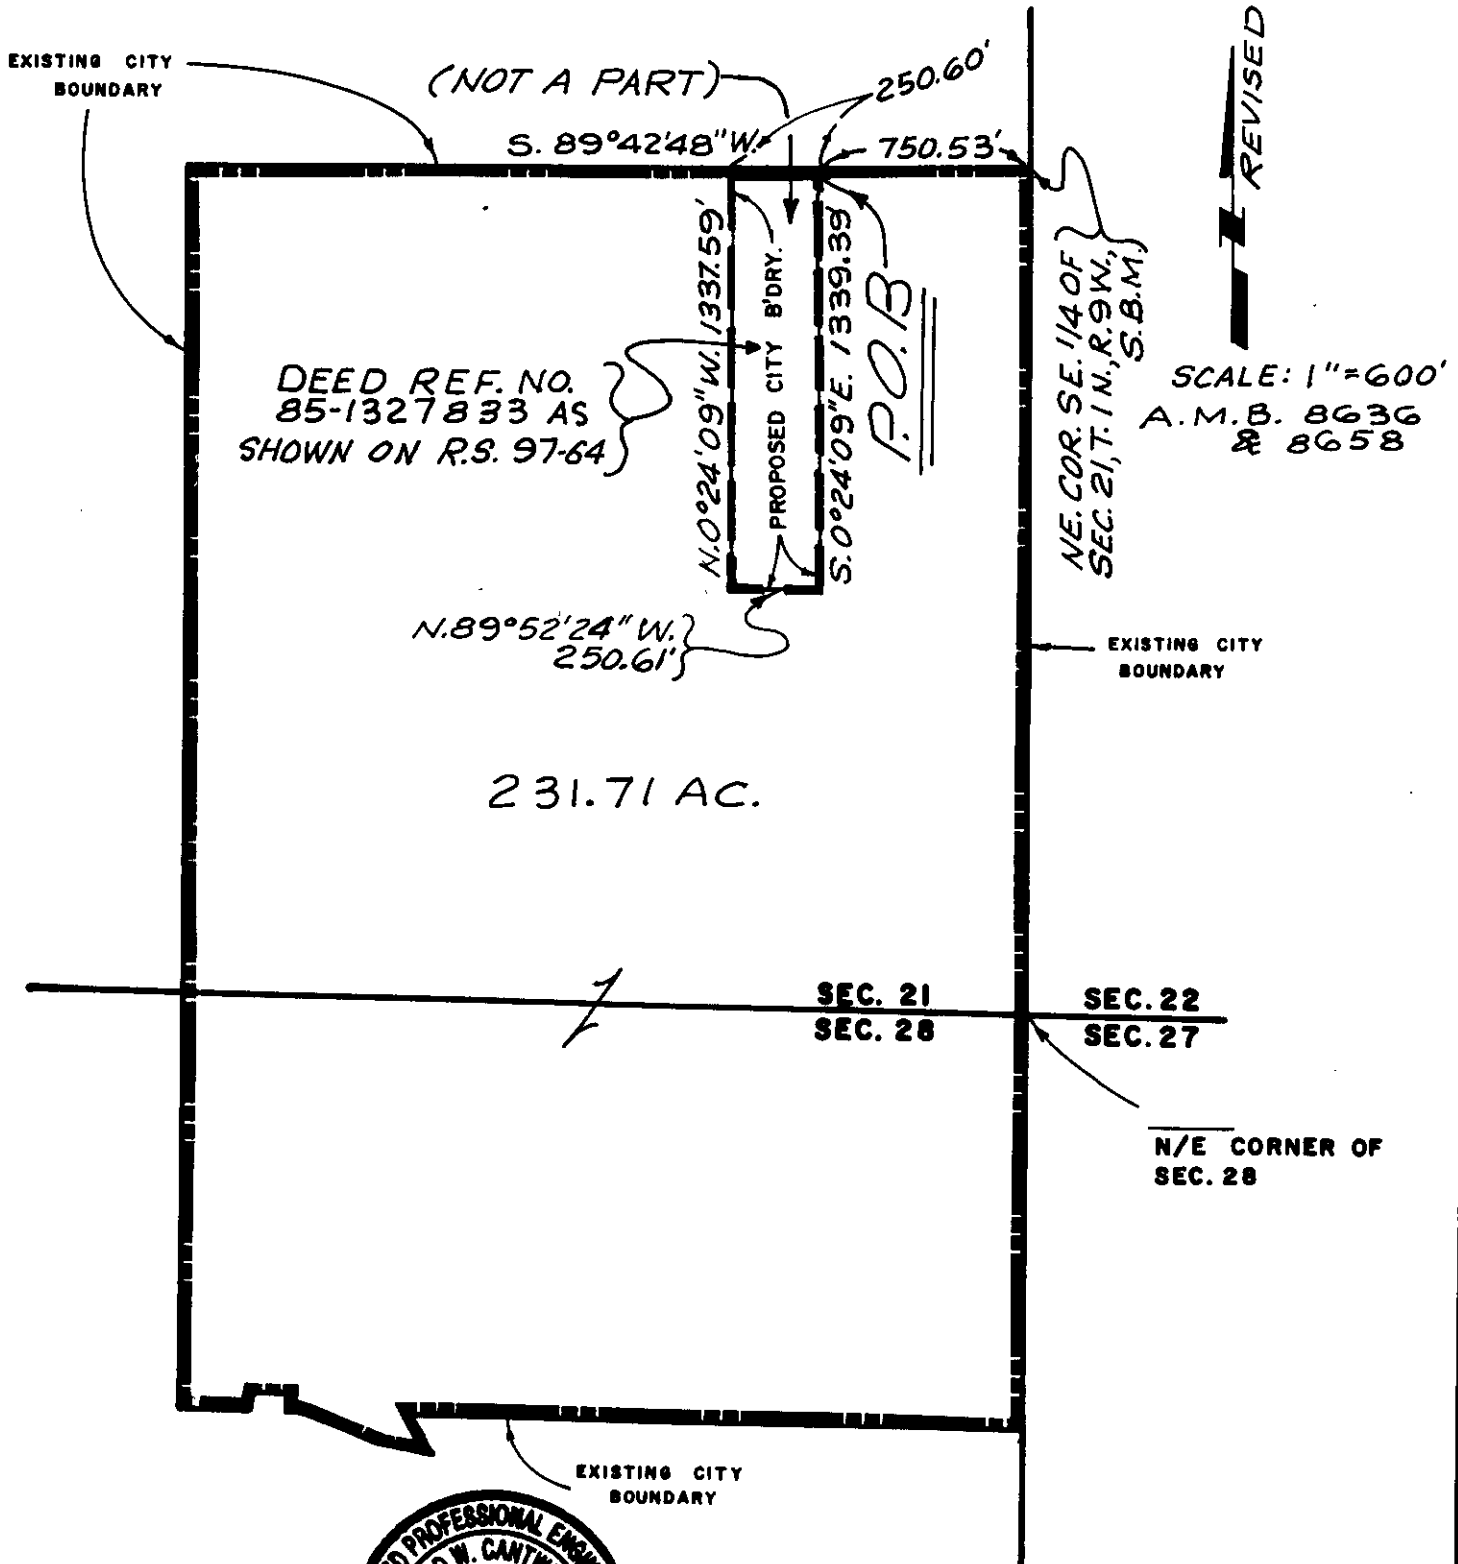 EXISTING CITY
BOUNDARY
(NOT A PART)
250.60'
S. 89°42'48" W.
750.53'
REVISED
N
N.0°24'09"W. 1337.59'
PROPOSED CITY B'DRY.
S.0°24'09"E. 1339.39'
P.O.B
NE. COR. SE. 1/4 OF
SEC. 21, T. 1 N., R. 9 W.,
S.B.M.
SCALE: 1"=600'
A.M.B. 8636
& 8658
DEED REF. NO.
85-1327833 AS
SHOWN ON R.S. 97-64
N.89°52'24" W.
250.61'
EXISTING CITY
BOUNDARY
231.71 AC.
SEC. 21
SEC. 22
SEC. 28
SEC. 27
N/E CORNER OF
SEC. 28
EXISTING CITY
BOUNDARY
PROFESSIONAL
W.